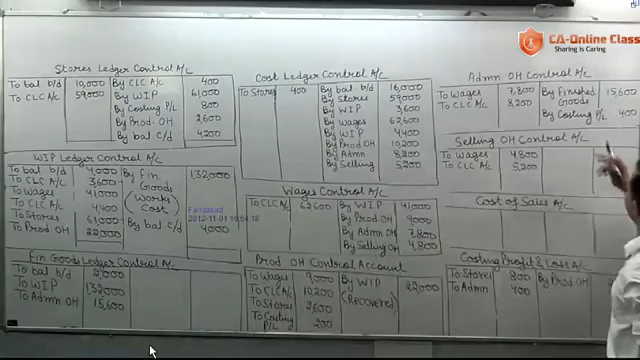 CA-Online Class
Sharing is Caring
Stores Ledger Control A/c
To bal b/d 10,000 By CLC A/c 400
To CLC A/c 59,000 By WIP 61,000
By Costing P/L 800
By Prod. OH 2,600
By bal c/d 4,200
WIP Ledger Control A/c
To bal b/d 4,000 By Fin 132,000
To CLC A/c 3,600 Goods
To Wages 41,000 (Works
To CLC A/c 4,400 Cost)
To Stores 61,000 By bal c/d 4,000
To Prod OH 22,000
Fin Goods Ledger Control A/c
To bal b/d 2,000
To WIP 132,000
To Admn OH 15,600
Cost Ledger Control A/c
To Stores 400 By bal b/d 16,000
By Stores 59,000
By WIP 3,600
By Wages 62,600
By WIP 4,400
By Prod OH 10,200
By Admn 8,200
By Selling 5,200
Wages Control A/c
To CLC A/c 62,600 By WIP 41,000
By Prod OH 9,000
By Admn OH 7,800
By Selling OH 4,800
Prod OH Control Account
To Wages 9,000 By WIP 22,000
To CLC A/c 10,200 (RECOVERED)
To Stores 2,600
To Costing P/L 200
Admn OH Control A/c
To Wages 7,800 By Finished 15,600
To CLC A/c 8,200 Goods
By Costing P/L 400
Selling OH Control A/c
To Wages 4,800
To CLC A/c 5,200
Cost of Sales A/c
Costing Profit & Loss A/c
To Stores 800 By Prod OH
To Admn 400
Faridabad
2012-11-01 16:54:18